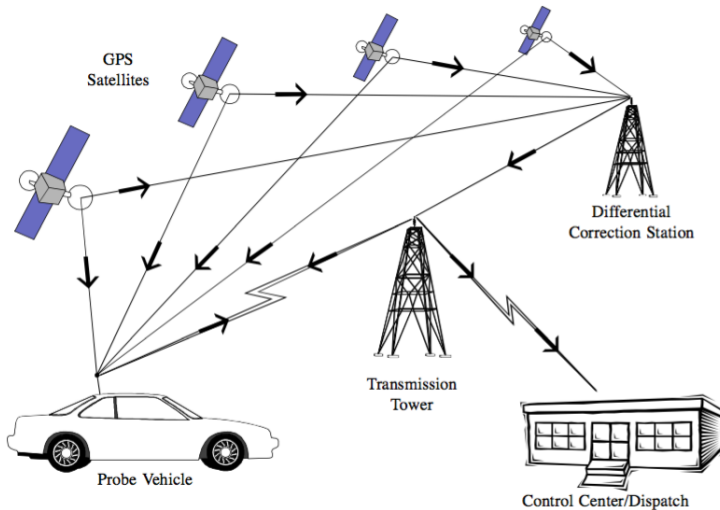 GPS
Satellites
Differential
Correction Station
Transmission
Tower
Probe Vehicle
Control Center/Dispatch